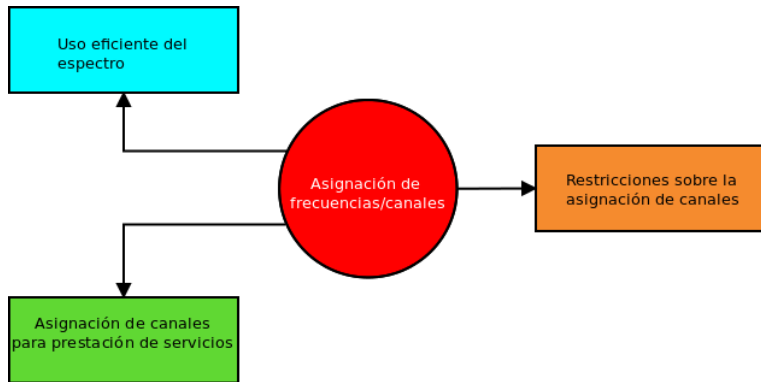 Uso eficiente del
espectro
Asignación de
frecuencias/canales
Restricciones sobre la
asignación de canales
Asignación de canales
para prestación de servicios